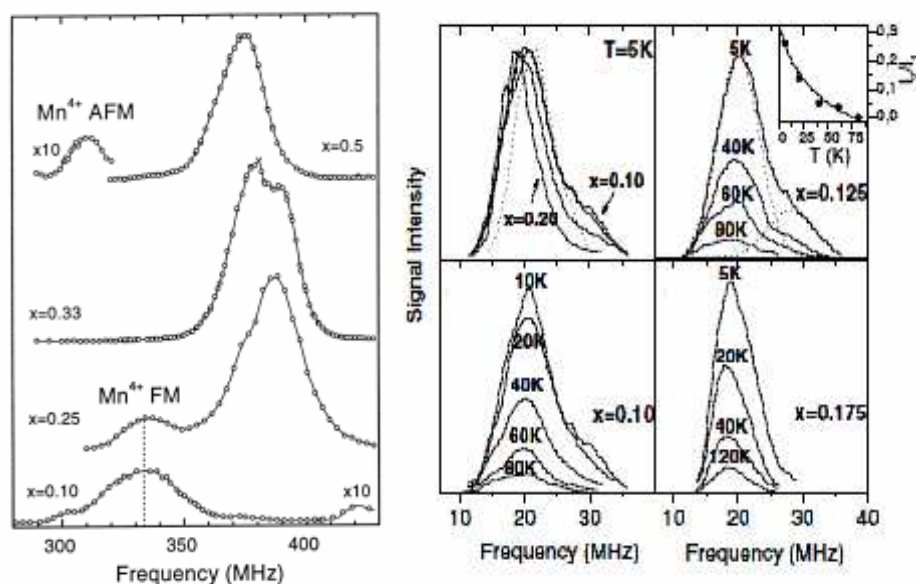 Mn⁴⁺ AFM
x10
x=0.5
x=0.33
Mn⁴⁺ FM
x=0.25
x=0.10
x10
300
350
400
Frequency (MHz)
Signal Intensity
T=5K
x=0.10
x=0.20
5K
40K
60K
80K
x=0.125
0,3
0,2
0,1
0,0
0 25 50 75
T (K)
10K
20K
40K
60K
80K
x=0.10
5K
20K
40K
120K
x=0.175
10 20 30
10 20 30 40
Frequency (MHz)
Frequency (MHz)